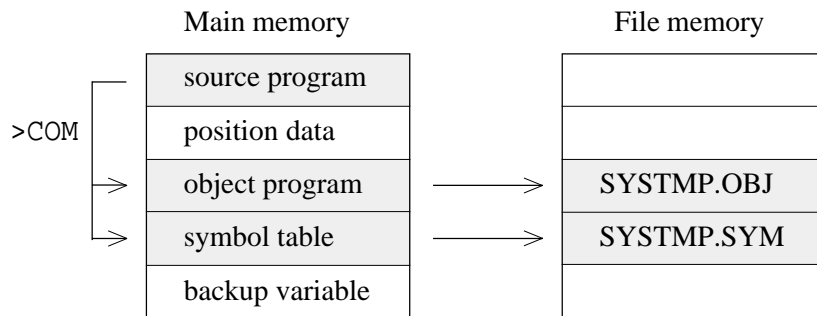 Main memory
File memory
source program
>COM
position data
object program
SYSTMP.OBJ
symbol table
SYSTMP.SYM
backup variable